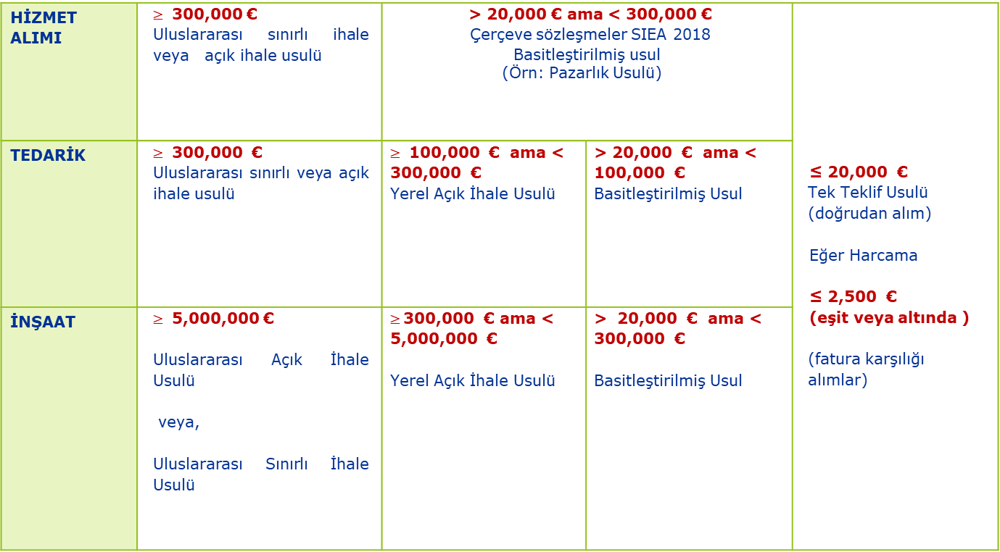 HİZMET
ALIMI
≥ 300,000 €
Uluslararası sınırlı ihale
veya açık ihale usulü
> 20,000 € ama < 300,000 €
Çerçeve sözleşmeler SIEA 2018
Basitleştirilmiş usul
(Örn: Pazarlık Usulü)
TEDARİK
≥ 300,000 €
Uluslararası sınırlı veya açık
ihale usulü
≥ 100,000 € ama <
300,000 €
Yerel Açık İhale Usulü
> 20,000 € ama <
100,000 €
Basitleştirilmiş Usul
İNŞAAT
≥ 5,000,000 €
Uluslararası Açık İhale
Usulü
veya,
Uluslararası Sınırlı İhale
Usulü
≥ 300,000 € ama <
5,000,000 €
Yerel Açık İhale Usulü
> 20,000 € ama <
300,000 €
Basitleştirilmiş Usul
≤ 20,000 €
Tek Teklif Usulü
(doğrudan alım)
Eğer Harcama
≤ 2,500 €
(eşit veya altında )
(fatura karşılığı
alımlar)